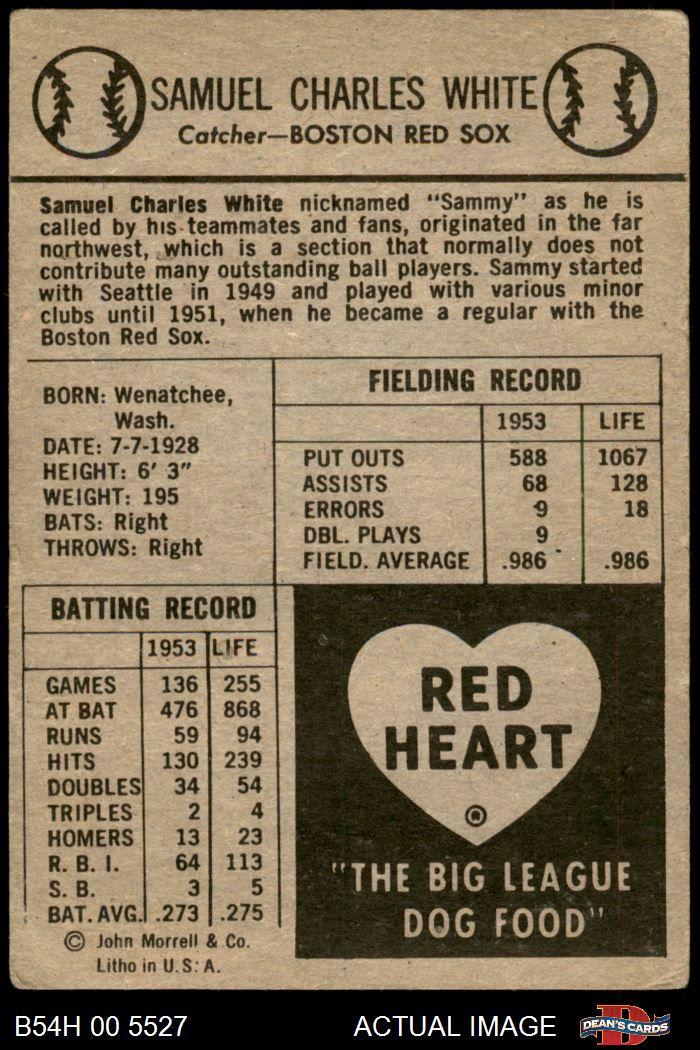 SAMUEL CHARLES WHITE
Catcher—BOSTON RED SOX
Samuel Charles White nicknamed "Sammy" as he is
called by his teammates and fans, originated in the far
northwest, which is a section that normally does not
contribute many outstanding ball players. Sammy started
with Seattle in 1949 and played with various minor
clubs until 1951, when he became a regular with the
Boston Red Sox.
BORN: Wenatchee,
Wash.
DATE: 7-7-1928
HEIGHT: 6' 3"
WEIGHT: 195
BATS: Right
THROWS: Right
FIELDING RECORD
1953 LIFE
PUT OUTS 588 1067
ASSISTS 68 128
ERRORS 9 18
DBL. PLAYS 9
FIELD. AVERAGE .986 .986
BATTING RECORD
1953 LIFE
GAMES 136 255
AT BAT 476 868
RUNS 59 94
HITS 130 239
DOUBLES 34 54
TRIPLES 2 4
HOMERS 13 23
R. B. I. 64 113
S. B. 3 5
BAT. AVG. .273 .275
© John Morrell & Co.
Litho in U.S.A.
RED
HEART
®
"THE BIG LEAGUE
DOG FOOD"
B54H 00 5527 ACTUAL IMAGE DEAN'S CARDS